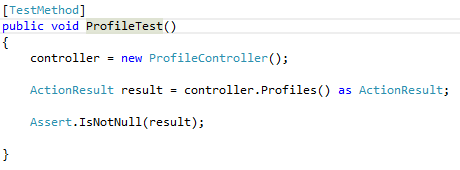 [TestMethod]
public void ProfileTest()
{
controller = new ProfileController();
ActionResult result = controller.Profiles() as ActionResult;
Assert.IsNotNull(result);
}